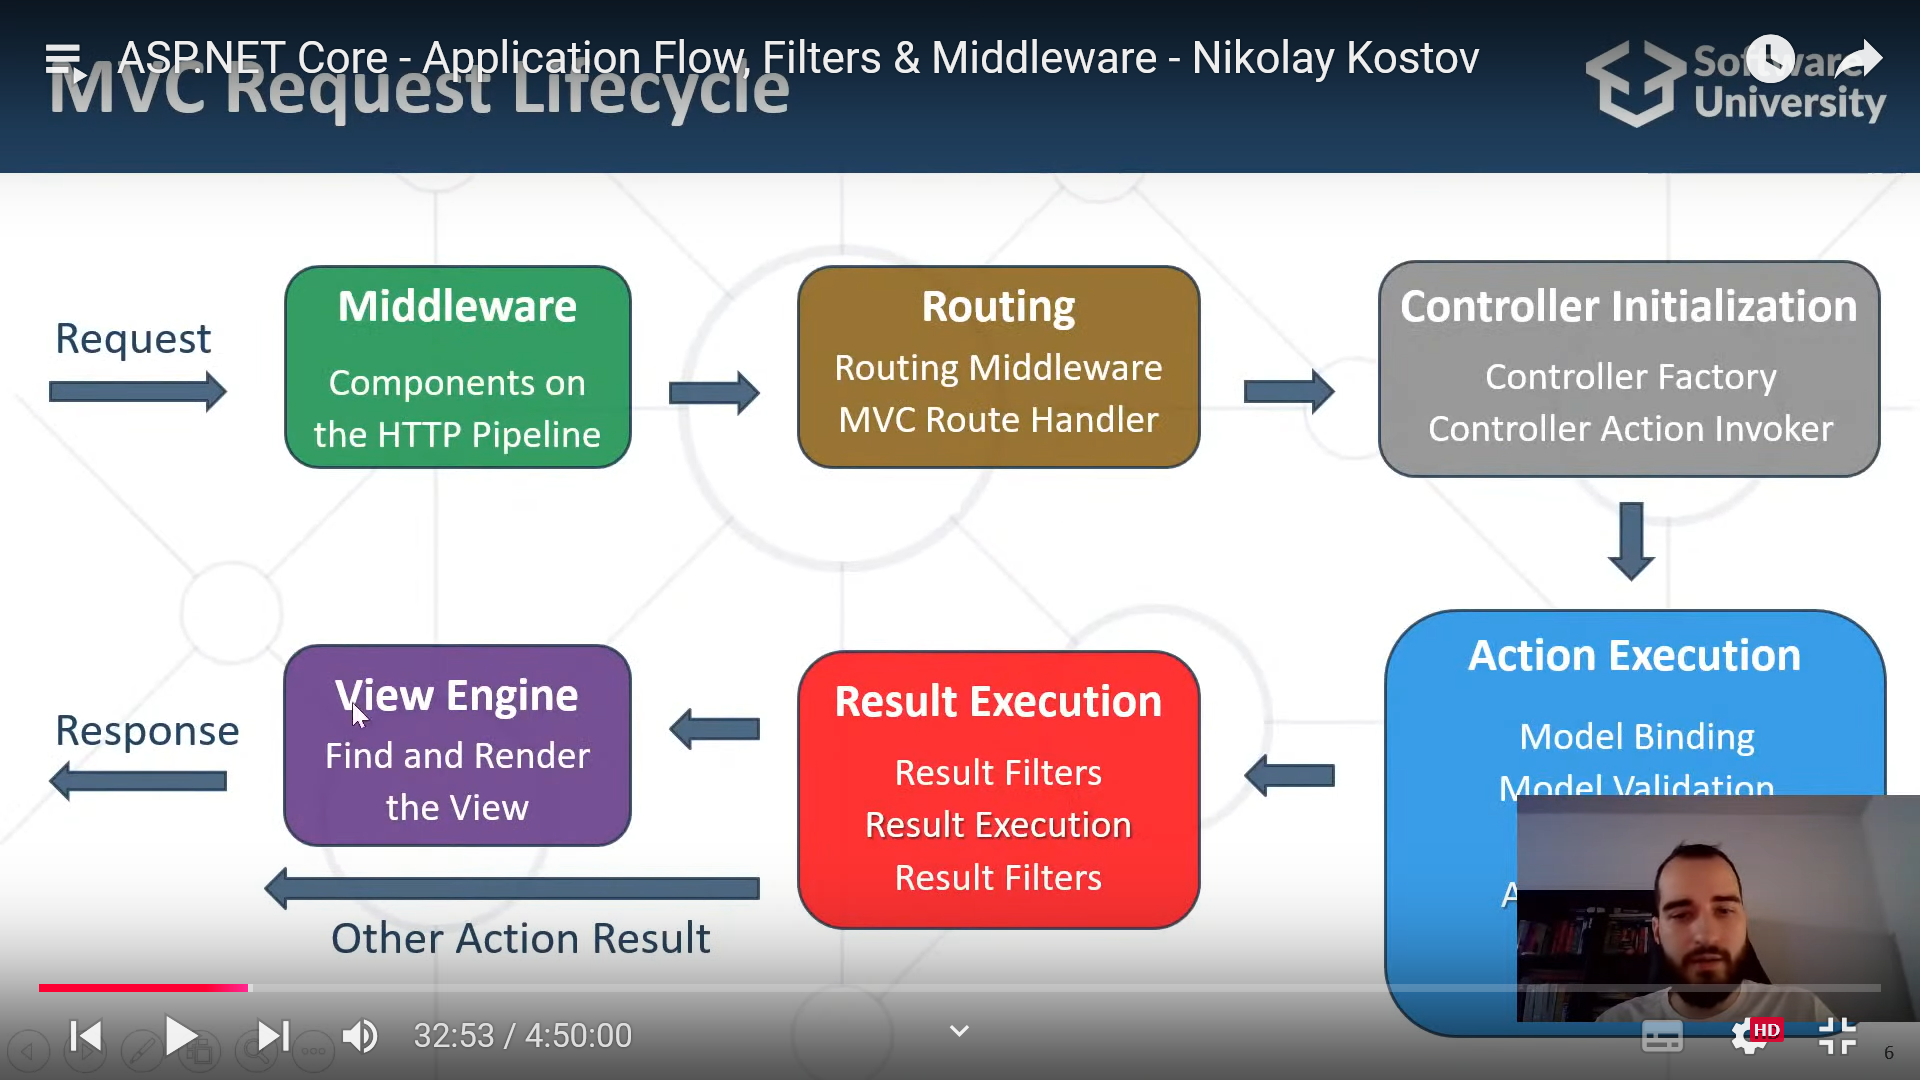 ASP.NET Core - Application Flow, Filters & Middleware - Nikolay Kostov
MVC Request Lifecycle
Software
University
Request
Middleware
Components on
the HTTP Pipeline
Routing
Routing Middleware
MVC Route Handler
Controller Initialization
Controller Factory
Controller Action Invoker
Action Execution
Model Binding
Model Validation
A
Result Execution
Result Filters
Result Execution
Result Filters
View Engine
Find and Render
the View
Response
Other Action Result
32:53 / 4:50:00
HD
6